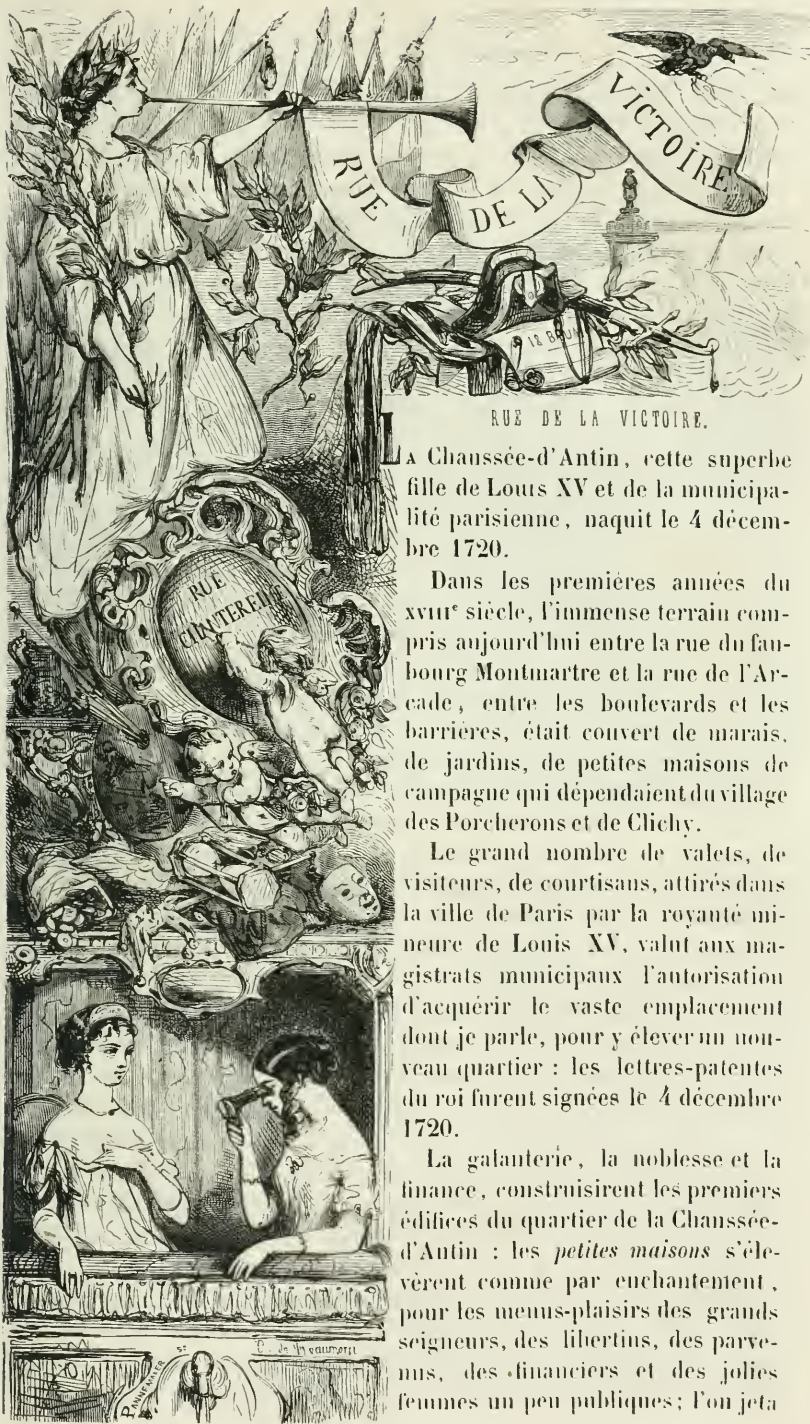 RUE DE LA VICTOIRE
18 BRUM
RUE
CHANTEREINE
RUE DE LA VICTOIRE.
LA Chaussée-d'Antin, cette superbe
fille de Louis XV et de la municipa-
lité parisienne, naquit le 4 décem-
bre 1720.
Dans les premières années du
XVIIIe siècle, l'immense terrain com-
pris aujourd'hui entre la rue du fau-
bourg Montmartre et la rue de l'Ar-
cade, entre les boulevards et les
barrières, était couvert de marais,
de jardins, de petites maisons de
campagne qui dépendaient du village
des Porcherons et de Clichy.
Le grand nombre de valets, de
visiteurs, de courtisans, attirés dans
la ville de Paris par la royauté mi-
neure de Louis XV, valut aux ma-
gistrats municipaux l'autorisation
d'acquérir le vaste emplacement
dont je parle, pour y élever un nou-
veau quartier : les lettres-patentes
du roi furent signées le 4 décembre
1720.
La galanterie, la noblesse et la
finance, construisirent les premiers
édifices du quartier de la Chaussée-
d'Antin : les petites maisons s'éle-
vèrent comme par enchantement,
pour les menus-plaisirs des grands
seigneurs, des libertins, des parve-
nus, des financiers et des jolies
femmes un peu publiques; l'on jeta
E. de Beaumont
PANNEMAKER sc